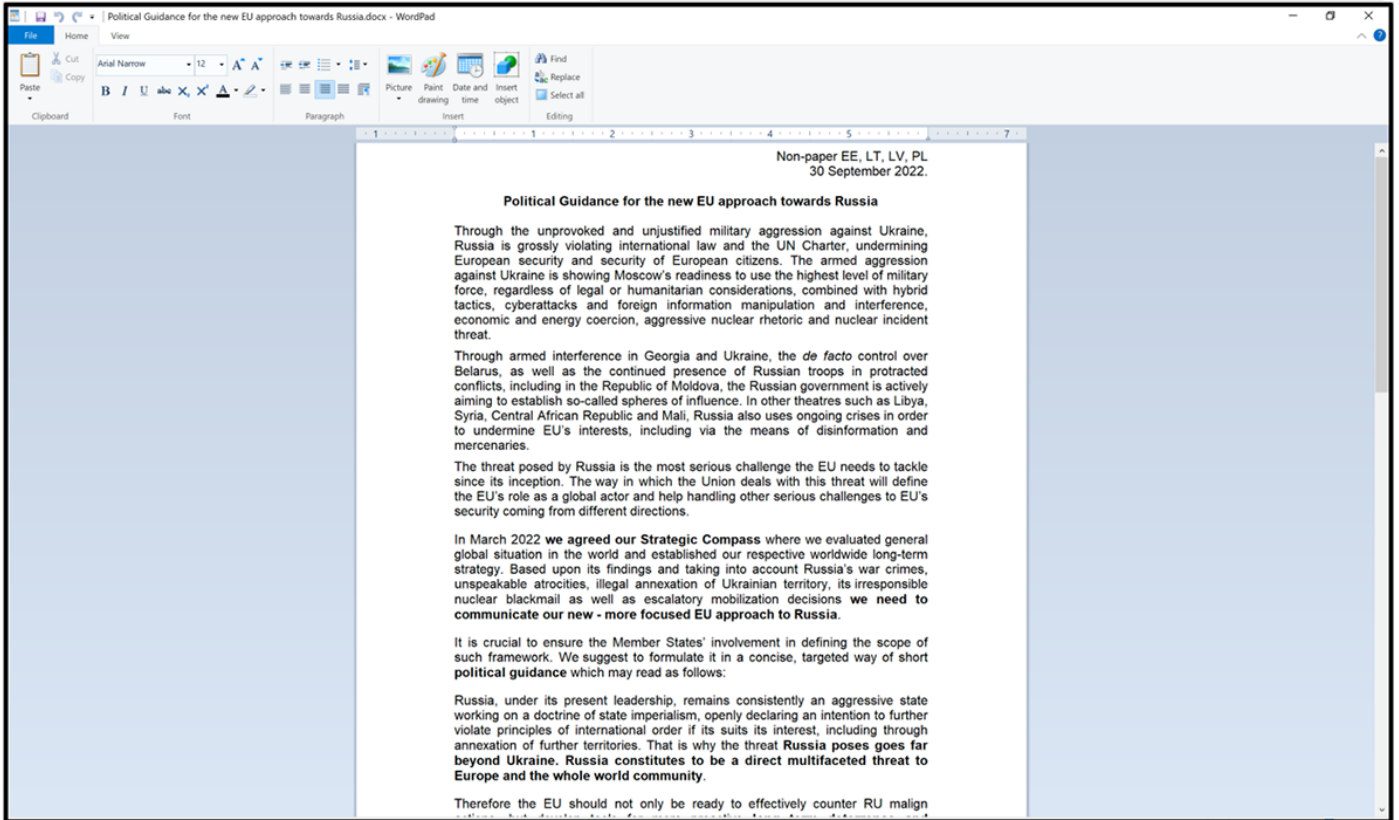 Political Guidance for the new EU approach towards Russia.docx - WordPad
File Home View
Paste
Cut
Copy
Clipboard
Arial Narrow 12 A A
B I U abc X X A
Font
Paragraph
Picture
Paint drawing
Date and time
Insert object
Insert
Find
Replace
Select all
Editing
1 1 2 3 4 5 7
Non-paper EE, LT, LV, PL
30 September 2022.
Political Guidance for the new EU approach towards Russia
Through the unprovoked and unjustified military aggression against Ukraine,
Russia is grossly violating international law and the UN Charter, undermining
European security and security of European citizens. The armed aggression
against Ukraine is showing Moscow's readiness to use the highest level of military
force, regardless of legal or humanitarian considerations, combined with hybrid
tactics, cyberattacks and foreign information manipulation and interference,
economic and energy coercion, aggressive nuclear rhetoric and nuclear incident
threat.
Through armed interference in Georgia and Ukraine, the de facto control over
Belarus, as well as the continued presence of Russian troops in protracted
conflicts, including in the Republic of Moldova, the Russian government is actively
aiming to establish so-called spheres of influence. In other theatres such as Libya,
Syria, Central African Republic and Mali, Russia also uses ongoing crises in order
to undermine EU's interests, including via the means of disinformation and
mercenaries.
The threat posed by Russia is the most serious challenge the EU needs to tackle
since its inception. The way in which the Union deals with this threat will define
the EU's role as a global actor and help handling other serious challenges to EU's
security coming from different directions.
In March 2022 we agreed our Strategic Compass where we evaluated general
global situation in the world and established our respective worldwide long-term
strategy. Based upon its findings and taking into account Russia's war crimes,
unspeakable atrocities, illegal annexation of Ukrainian territory, its irresponsible
nuclear blackmail as well as escalatory mobilization decisions we need to
communicate our new - more focused EU approach to Russia.
It is crucial to ensure the Member States' involvement in defining the scope of
such framework. We suggest to formulate it in a concise, targeted way of short
political guidance which may read as follows:
Russia, under its present leadership, remains consistently an aggressive state
working on a doctrine of state imperialism, openly declaring an intention to further
violate principles of international order if its suits its interest, including through
annexation of further territories. That is why the threat Russia poses goes far
beyond Ukraine. Russia constitutes to be a direct multifaceted threat to
Europe and the whole world community.
Therefore the EU should not only be ready to effectively counter RU malign